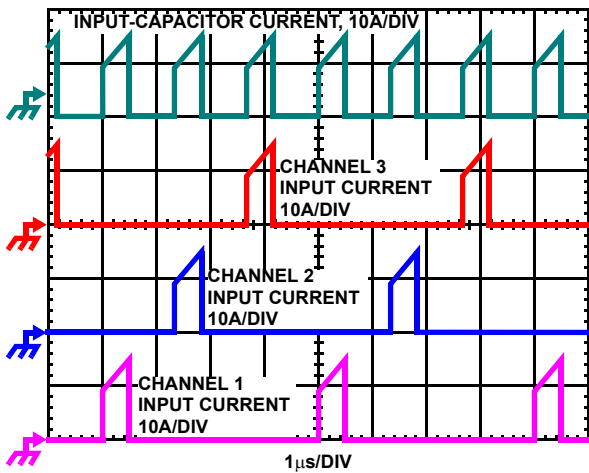 INPUT-CAPACITOR CURRENT, 10A/DIV
CHANNEL 3
INPUT CURRENT
10A/DIV
CHANNEL 2
INPUT CURRENT
10A/DIV
CHANNEL 1
INPUT CURRENT
10A/DIV
1μs/DIV